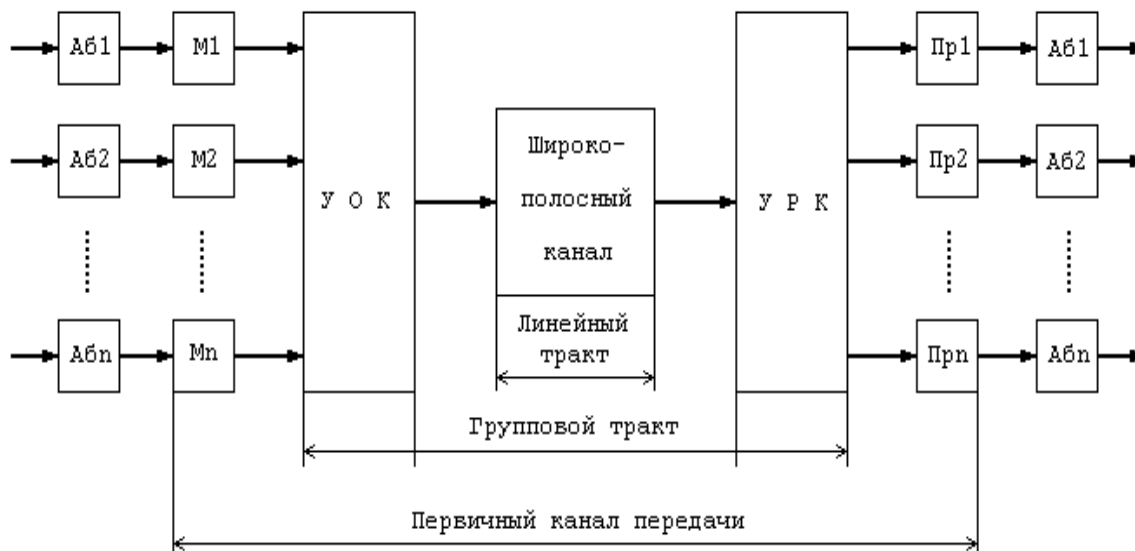 Аб1 М1 Пр1 Аб1
Аб2 М2 Пр2 Аб2
У О К
Широко-
полосный
канал
У Р К
Линейный
тракт
Абn Мn Прn Абn
Групповой тракт
Первичный канал передачи